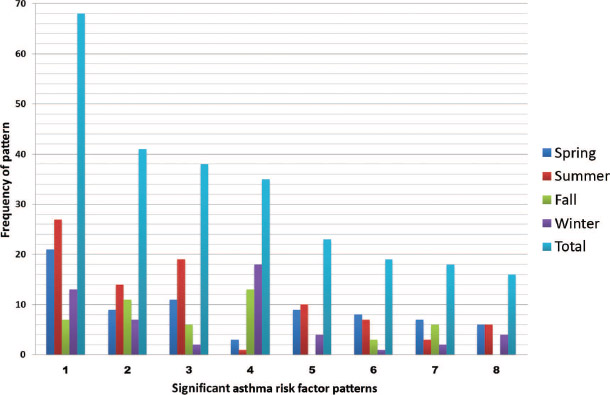 70
60
50
40
30
20
10
0
Frequency of pattern
1 2 3 4 5 6 7 8
Significant asthma risk factor patterns
Spring
Summer
Fall
Winter
Total